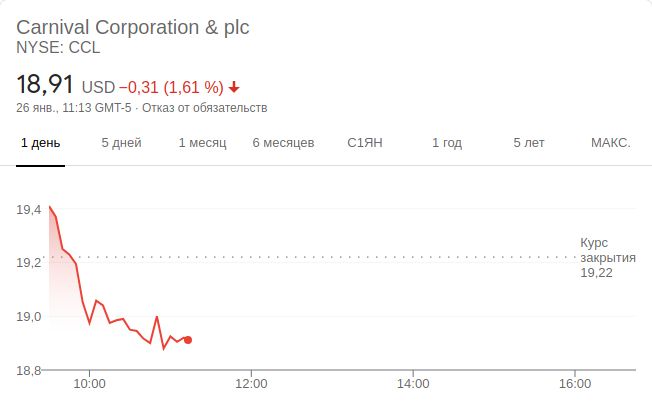 Carnival Corporation & plc
NYSE: CCL
18,91 USD −0,31 (1,61 %)
26 янв., 11:13 GMT-5 · Отказ от обязательств
1 день 5 дней 1 месяц 6 месяцев С1ЯН 1 год 5 лет МАКС.
19,4
Курс
закрытия
19,22
19,2
19,0
18,8
10:00 12:00 14:00 16:00